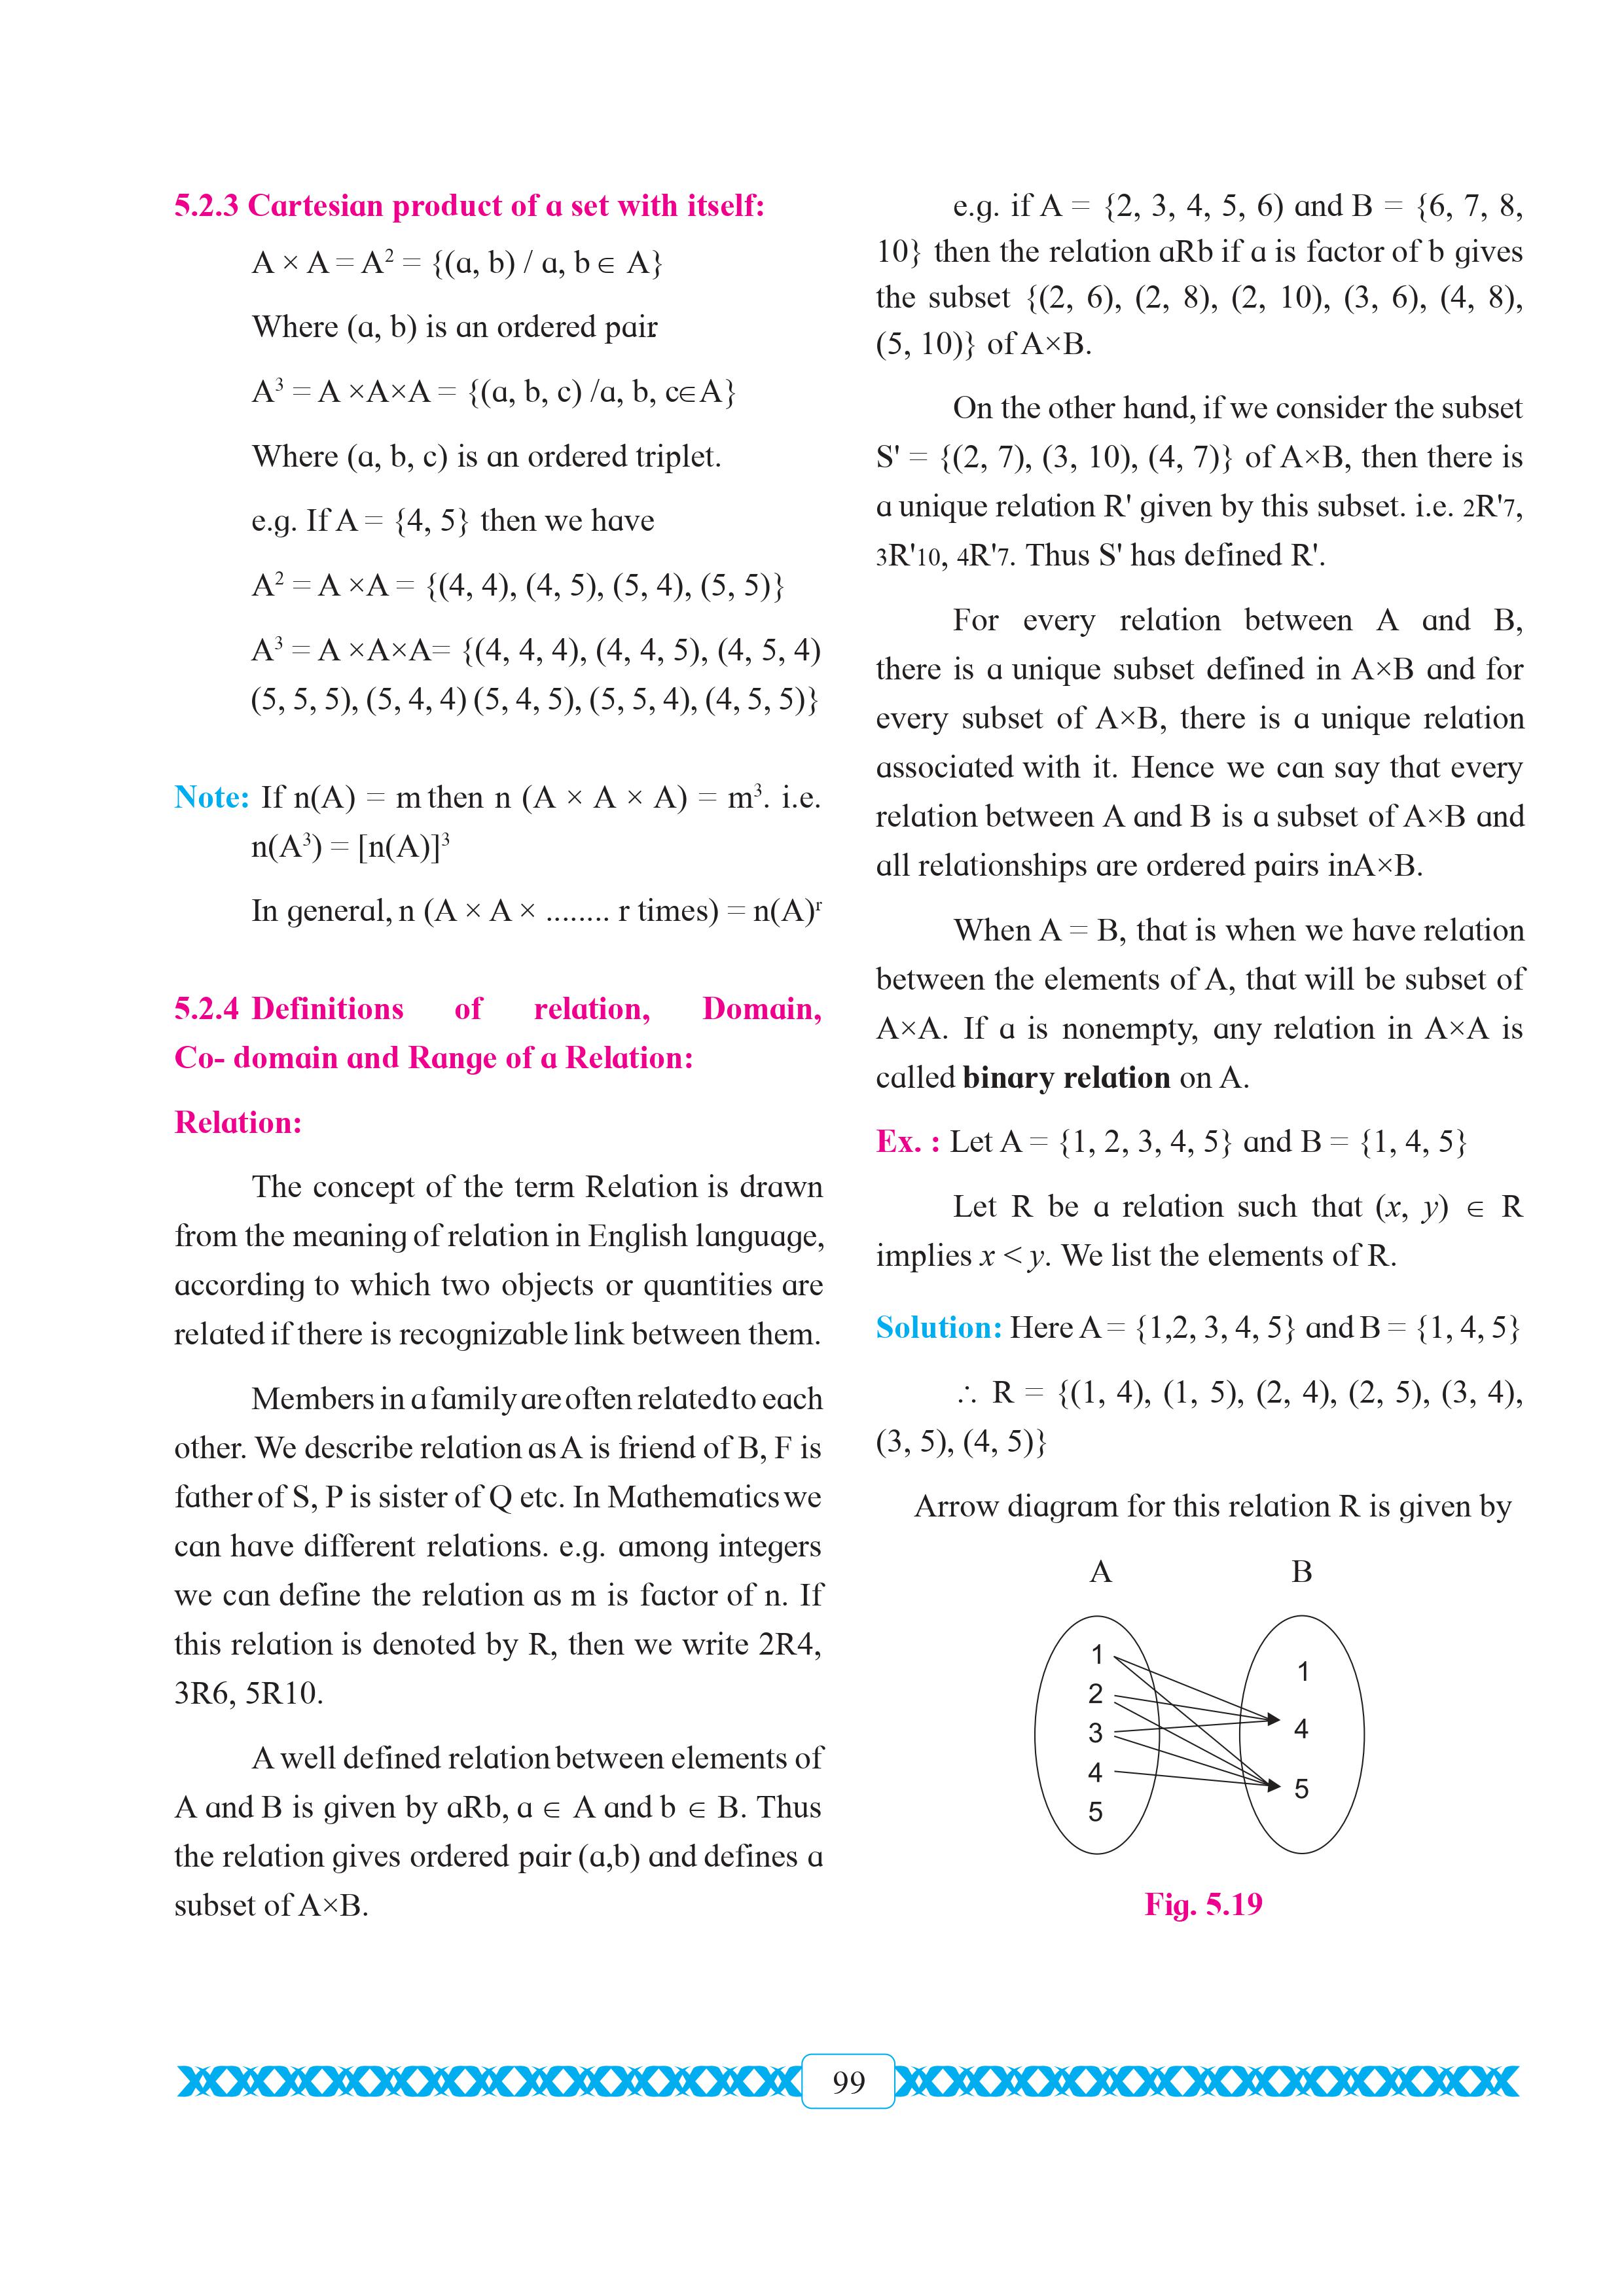 5.2.3 Cartesian product of a set with itself:
A × A = A² = {(a, b) / a, b ∈ A}
Where (a, b) is an ordered pair.
A³ = A ×A×A = {(a, b, c) /a, b, c∈A}
Where (a, b, c) is an ordered triplet.
e.g. If A = {4, 5} then we have
A² = A ×A = {(4, 4), (4, 5), (5, 4), (5, 5)}
A³ = A ×A×A= {(4, 4, 4), (4, 4, 5), (4, 5, 4)
(5, 5, 5), (5, 4, 4) (5, 4, 5), (5, 5, 4), (4, 5, 5)}
Note: If n(A) = m then n (A × A × A) = m³. i.e.
n(A³) = [n(A)]³
In general, n (A × A × ........ r times) = n(A)ʳ
5.2.4 Definitions of relation, Domain,
Co- domain and Range of a Relation:
Relation:
The concept of the term Relation is drawn
from the meaning of relation in English language,
according to which two objects or quantities are
related if there is recognizable link between them.
Members in a family are often related to each
other. We describe relation as A is friend of B, F is
father of S, P is sister of Q etc. In Mathematics we
can have different relations. e.g. among integers
we can define the relation as m is factor of n. If
this relation is denoted by R, then we write 2R4,
3R6, 5R10.
A well defined relation between elements of
A and B is given by aRb, a ∈ A and b ∈ B. Thus
the relation gives ordered pair (a,b) and defines a
subset of A×B.
e.g. if A = {2, 3, 4, 5, 6) and B = {6, 7, 8,
10} then the relation aRb if a is factor of b gives
the subset {(2, 6), (2, 8), (2, 10), (3, 6), (4, 8),
(5, 10)} of A×B.
On the other hand, if we consider the subset
S' = {(2, 7), (3, 10), (4, 7)} of A×B, then there is
a unique relation R' given by this subset. i.e. 2R'7,
3R'10, 4R'7. Thus S' has defined R'.
For every relation between A and B,
there is a unique subset defined in A×B and for
every subset of A×B, there is a unique relation
associated with it. Hence we can say that every
relation between A and B is a subset of A×B and
all relationships are ordered pairs inA×B.
When A = B, that is when we have relation
between the elements of A, that will be subset of
A×A. If a is nonempty, any relation in A×A is
called binary relation on A.
Ex. : Let A = {1, 2, 3, 4, 5} and B = {1, 4, 5}
Let R be a relation such that (x, y) ∈ R
implies x < y. We list the elements of R.
Solution: Here A = {1,2, 3, 4, 5} and B = {1, 4, 5}
∴ R = {(1, 4), (1, 5), (2, 4), (2, 5), (3, 4),
(3, 5), (4, 5)}
Arrow diagram for this relation R is given by
A B
1
2
3
4
5
1
4
5
Fig. 5.19
99